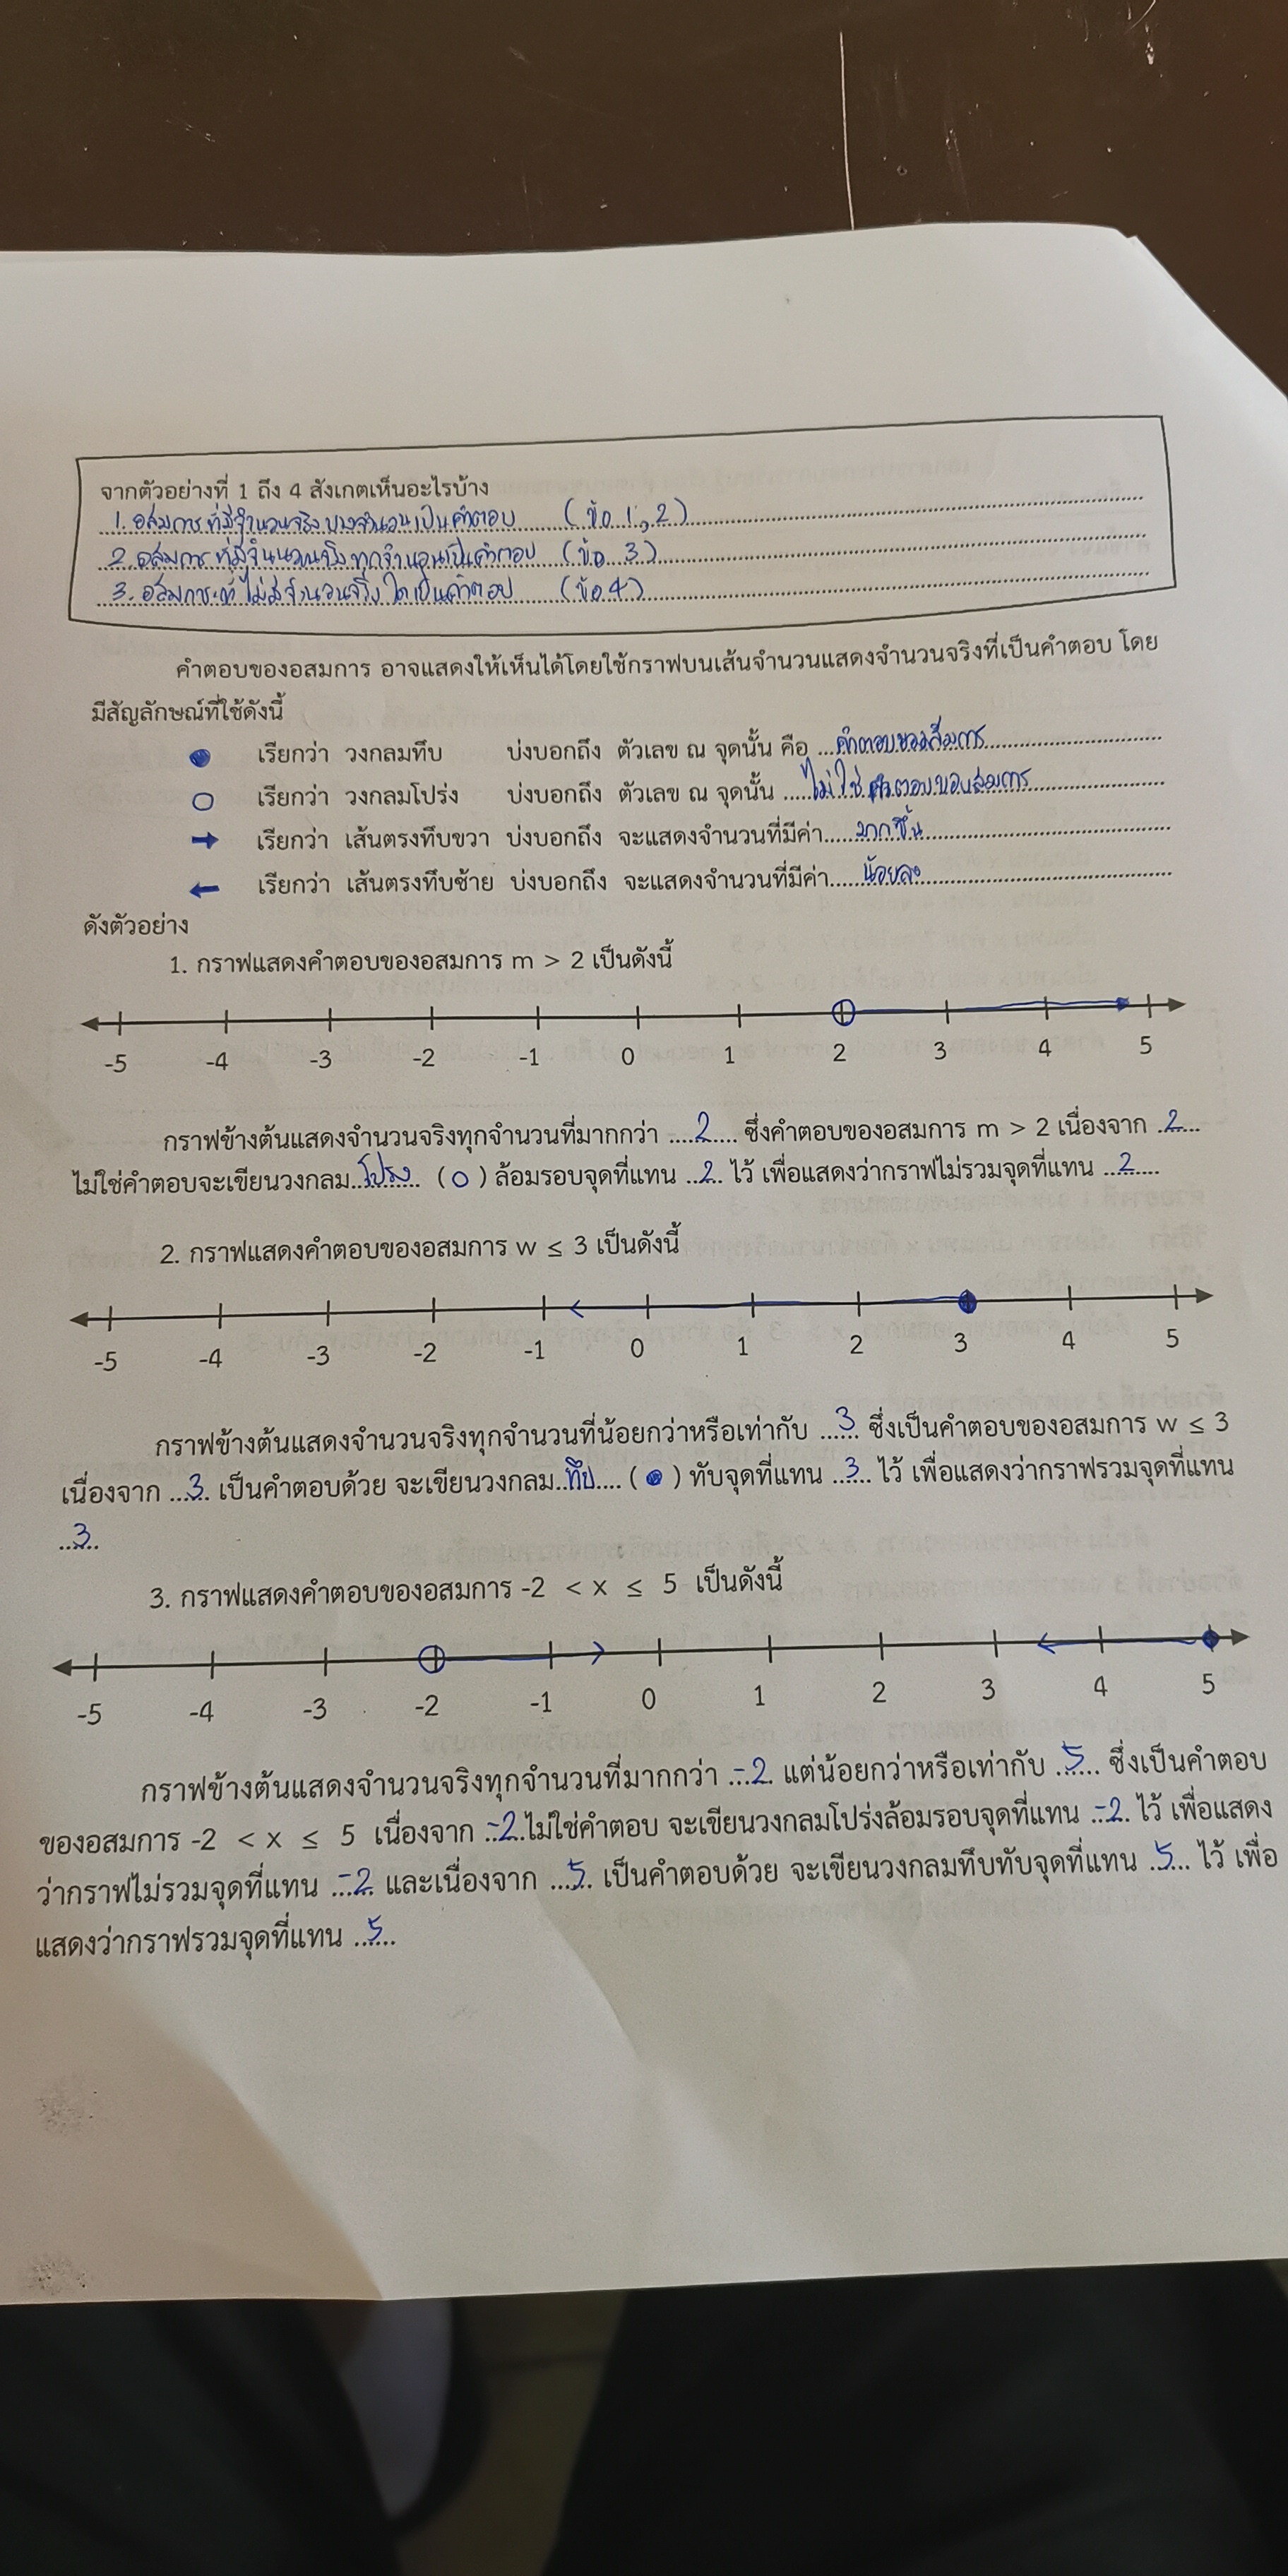 จากตัวอย่างที่ 1 ถึง 4 สังเกตเห็นอะไรบ้าง
1. อสมการที่มีจำนวนจริงบางจำนวนเป็นคำตอบ (ข้อ 1, 2)
2. อสมการที่มีจำนวนจริงทุกจำนวนเป็นคำตอบ (ข้อ 3)
3. อสมการที่ไม่มีจำนวนจริงใดเป็นคำตอบ (ข้อ 4)
คำตอบของอสมการ อาจแสดงให้เห็นได้โดยใช้กราฟบนเส้นจำนวนแสดงจำนวนจริงที่เป็นคำตอบ โดย
มีสัญลักษณ์ที่ใช้ดังนี้
● เรียกว่า วงกลมทึบ บ่งบอกถึง ตัวเลข ณ จุดนั้น คือ ...คำตอบของสมการ...
○ เรียกว่า วงกลมโปร่ง บ่งบอกถึง ตัวเลข ณ จุดนั้น ...ไม่ใช่คำตอบของสมการ...
→ เรียกว่า เส้นตรงทึบขวา บ่งบอกถึง จะแสดงจำนวนที่มีค่า...มากขึ้น...
← เรียกว่า เส้นตรงทึบซ้าย บ่งบอกถึง จะแสดงจำนวนที่มีค่า...น้อยลง...
ดังตัวอย่าง
1. กราฟแสดงคำตอบของอสมการ m > 2 เป็นดังนี้
-5 -4 -3 -2 -1 0 1 2 3 4 5
กราฟข้างต้นแสดงจำนวนจริงทุกจำนวนที่มากกว่า ....2.... ซึ่งคำตอบของอสมการ m > 2 เนื่องจาก ..2...
ไม่ใช่คำตอบจะเขียนวงกลม...โปร่ง... (○) ล้อมรอบจุดที่แทน ..2.. ไว้ เพื่อแสดงว่ากราฟไม่รวมจุดที่แทน ...2....
2. กราฟแสดงคำตอบของอสมการ w ≤ 3 เป็นดังนี้
-5 -4 -3 -2 -1 0 1 2 3 4 5
กราฟข้างต้นแสดงจำนวนจริงทุกจำนวนที่น้อยกว่าหรือเท่ากับ ...3... ซึ่งเป็นคำตอบของอสมการ w ≤ 3
เนื่องจาก ...3.. เป็นคำตอบด้วย จะเขียนวงกลม..ทึบ.... (●) ทับจุดที่แทน ...3... ไว้ เพื่อแสดงว่ากราฟรวมจุดที่แทน
...3...
3. กราฟแสดงคำตอบของอสมการ -2 < x ≤ 5 เป็นดังนี้
-5 -4 -3 -2 -1 0 1 2 3 4 5
กราฟข้างต้นแสดงจำนวนจริงทุกจำนวนที่มากกว่า ...-2.. แต่น้อยกว่าหรือเท่ากับ ...5... ซึ่งเป็นคำตอบ
ของอสมการ -2 < x ≤ 5 เนื่องจาก ..-2..ไม่ใช่คำตอบ จะเขียนวงกลมโปร่งล้อมรอบจุดที่แทน ..-2.. ไว้ เพื่อแสดง
ว่ากราฟไม่รวมจุดที่แทน ...-2.. และเนื่องจาก ...5.. เป็นคำตอบด้วย จะเขียนวงกลมทึบทับจุดที่แทน ..5... ไว้ เพื่อ
แสดงว่ากราฟรวมจุดที่แทน ...5...